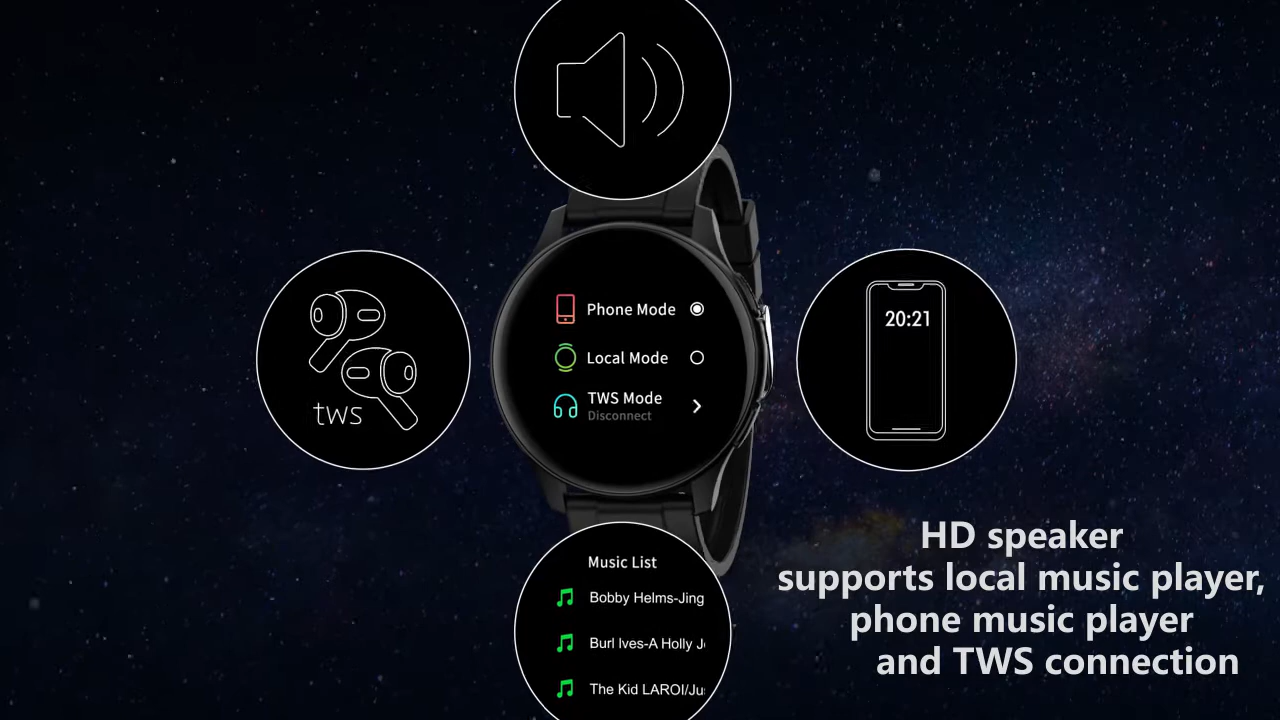 Phone Mode
Local Mode
TWS Mode
Disconnect
tws
20:21
Music List
Bobby Helms-Jing
Burl Ives-A Holly
The Kid LAROI/Ju
HD speaker
supports local music player,
phone music player
and TWS connection